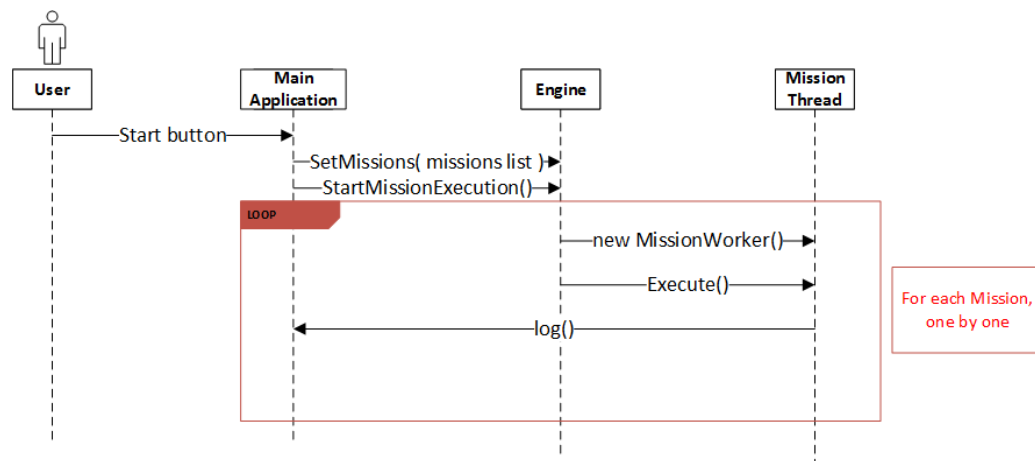 User
Main
Application
Engine
Mission
Thread
Start button
SetMissions( missions list )
StartMissionExecution()
LOOP
new MissionWorker()
Execute()
For each Mission,
one by one
log()